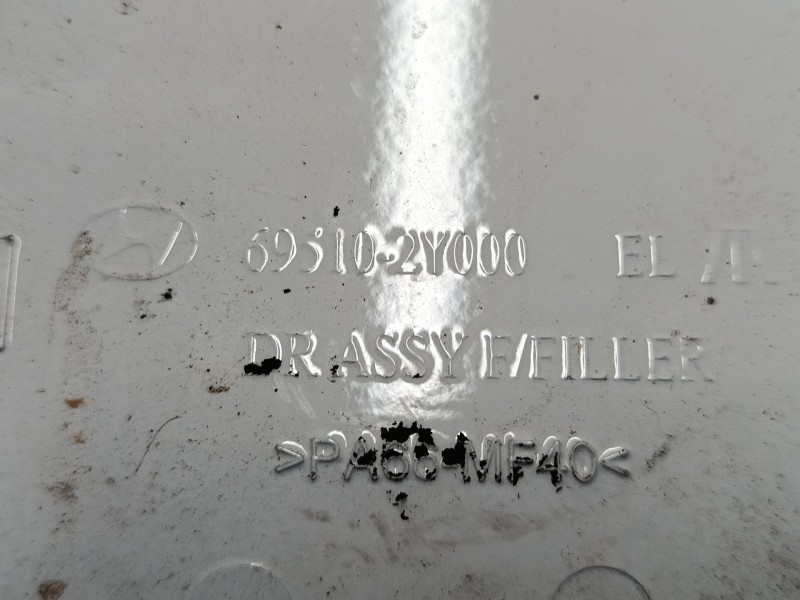 69510-2Y000 EL
DR ASSY F/FILLER
>PA66-MF40<